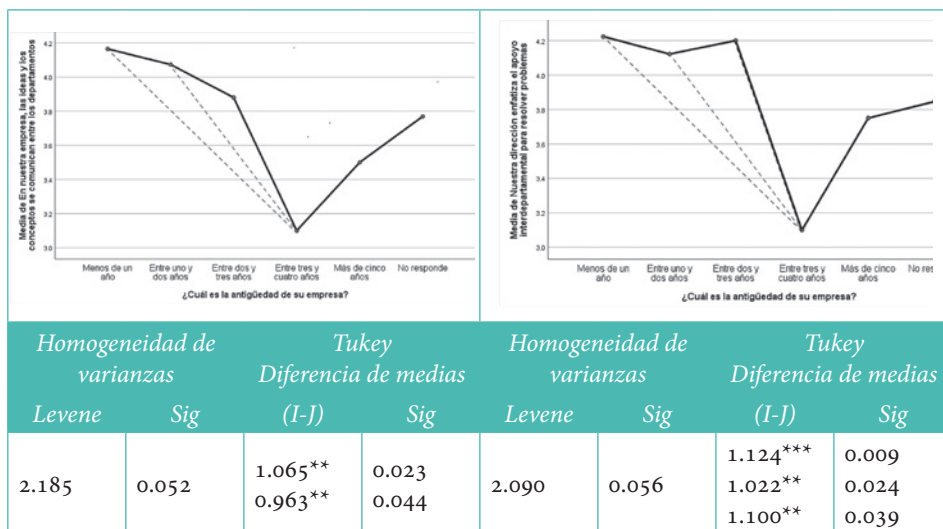 Media de En nuestra empresa, las ideas y los
conceptos se comunican entre los departamentos
4.2
4.0
3.8
3.6
3.4
3.2
3.0
Menos de un
año
Entre uno y
dos años
Entre dos y
tres años
Entre tres y
cuatro años
Más de cinco
años
No responde
¿Cuál es la antigüedad de su empresa?
Media de Nuestra dirección enfatiza el apoyo
interdepartamental para resolver problemas
4.2
4.0
3.8
3.6
3.4
3.2
3.0
Menos de un
año
Entre uno y
dos años
Entre dos y
tres años
Entre tres y
cuatro años
Más de cinco
años
No res
¿Cuál es la antigüedad de su empresa?
Homogeneidad de
varianzas
Tukey
Diferencia de medias
Homogeneidad de
varianzas
Tukey
Diferencia de medias
Levene Sig (I-J) Sig Levene Sig (I-J) Sig
2.185 0.052
1.065** 0.023
0.963** 0.044
2.090 0.056
1.124*** 0.009
1.022** 0.024
1.100** 0.039